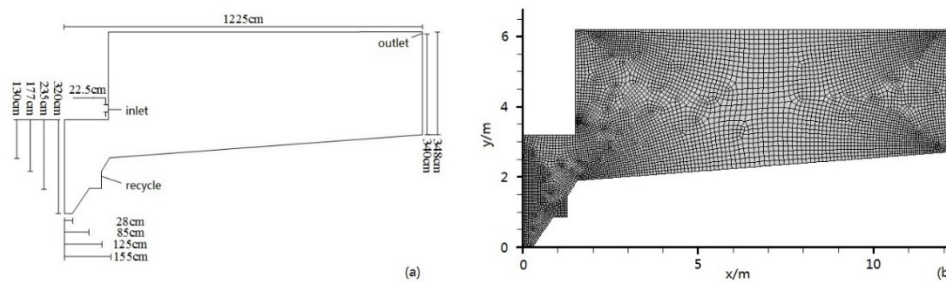 1225cm
outlet
22.5cm
inlet
320cm
235cm
177cm
130cm
340cm
348cm
recycle
28cm
85cm
125cm
155cm
(a)
6
4
y/m
2
0
0
5
10
x/m
(b